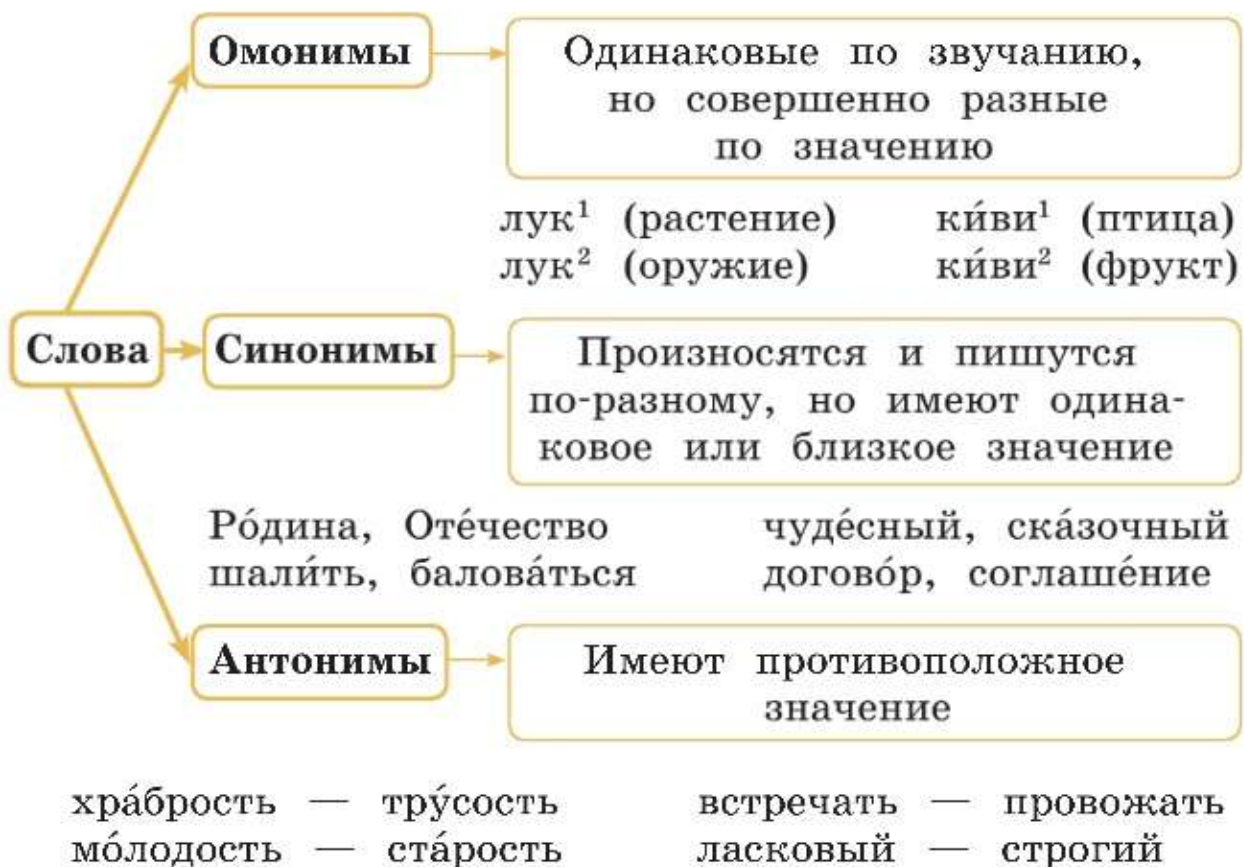 Омонимы
Одинаковые по звучанию,
но совершенно разные
по значению
лук¹ (растение) ки́ви¹ (птица)
лук² (оружие) ки́ви² (фрукт)
Слова
Синонимы
Произносятся и пишутся
по-разному, но имеют одина-
ковое или близкое значение
Ро́дина, Оте́чество чуде́сный, ска́зочный
шали́ть, балова́ться догово́р, соглаше́ние
Антонимы
Имеют противоположное
значение
хра́брость — тру́сость встречать — провожать
мо́лодость — ста́рость ласковый — строгий